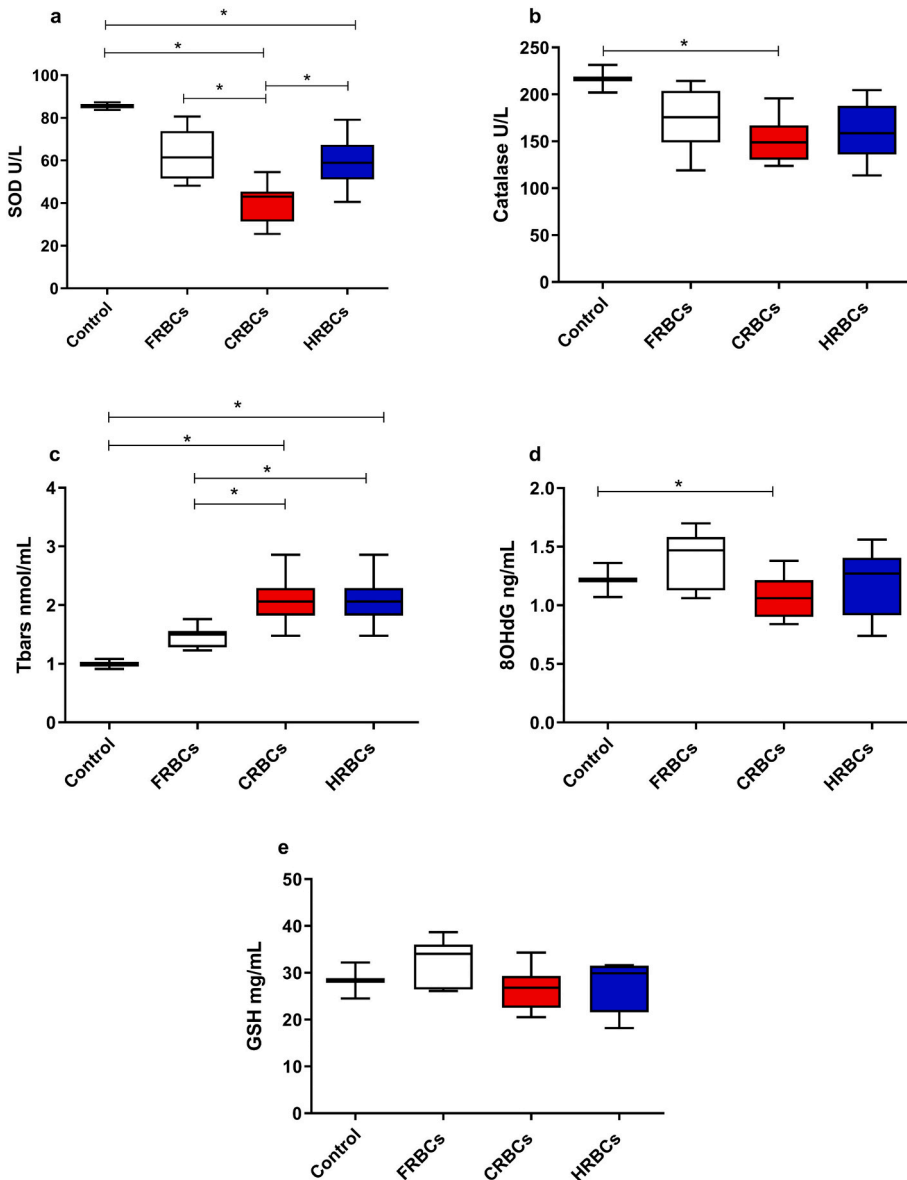 a
*
*
*
*
SOD U/L
100
80
60
40
20
0
Control
FRBCs
CRBCs
HRBCs
b
*
Catalase U/L
250
200
150
100
50
0
Control
FRBCs
CRBCs
HRBCs
c
*
*
*
*
Tbars nmol/mL
4
3
2
1
0
Control
FRBCs
CRBCs
HRBCs
d
*
8OHdG ng/mL
2.0
1.5
1.0
0.5
0.0
Control
FRBCs
CRBCs
HRBCs
e
GSH mg/mL
50
40
30
20
10
0
Control
FRBCs
CRBCs
HRBCs